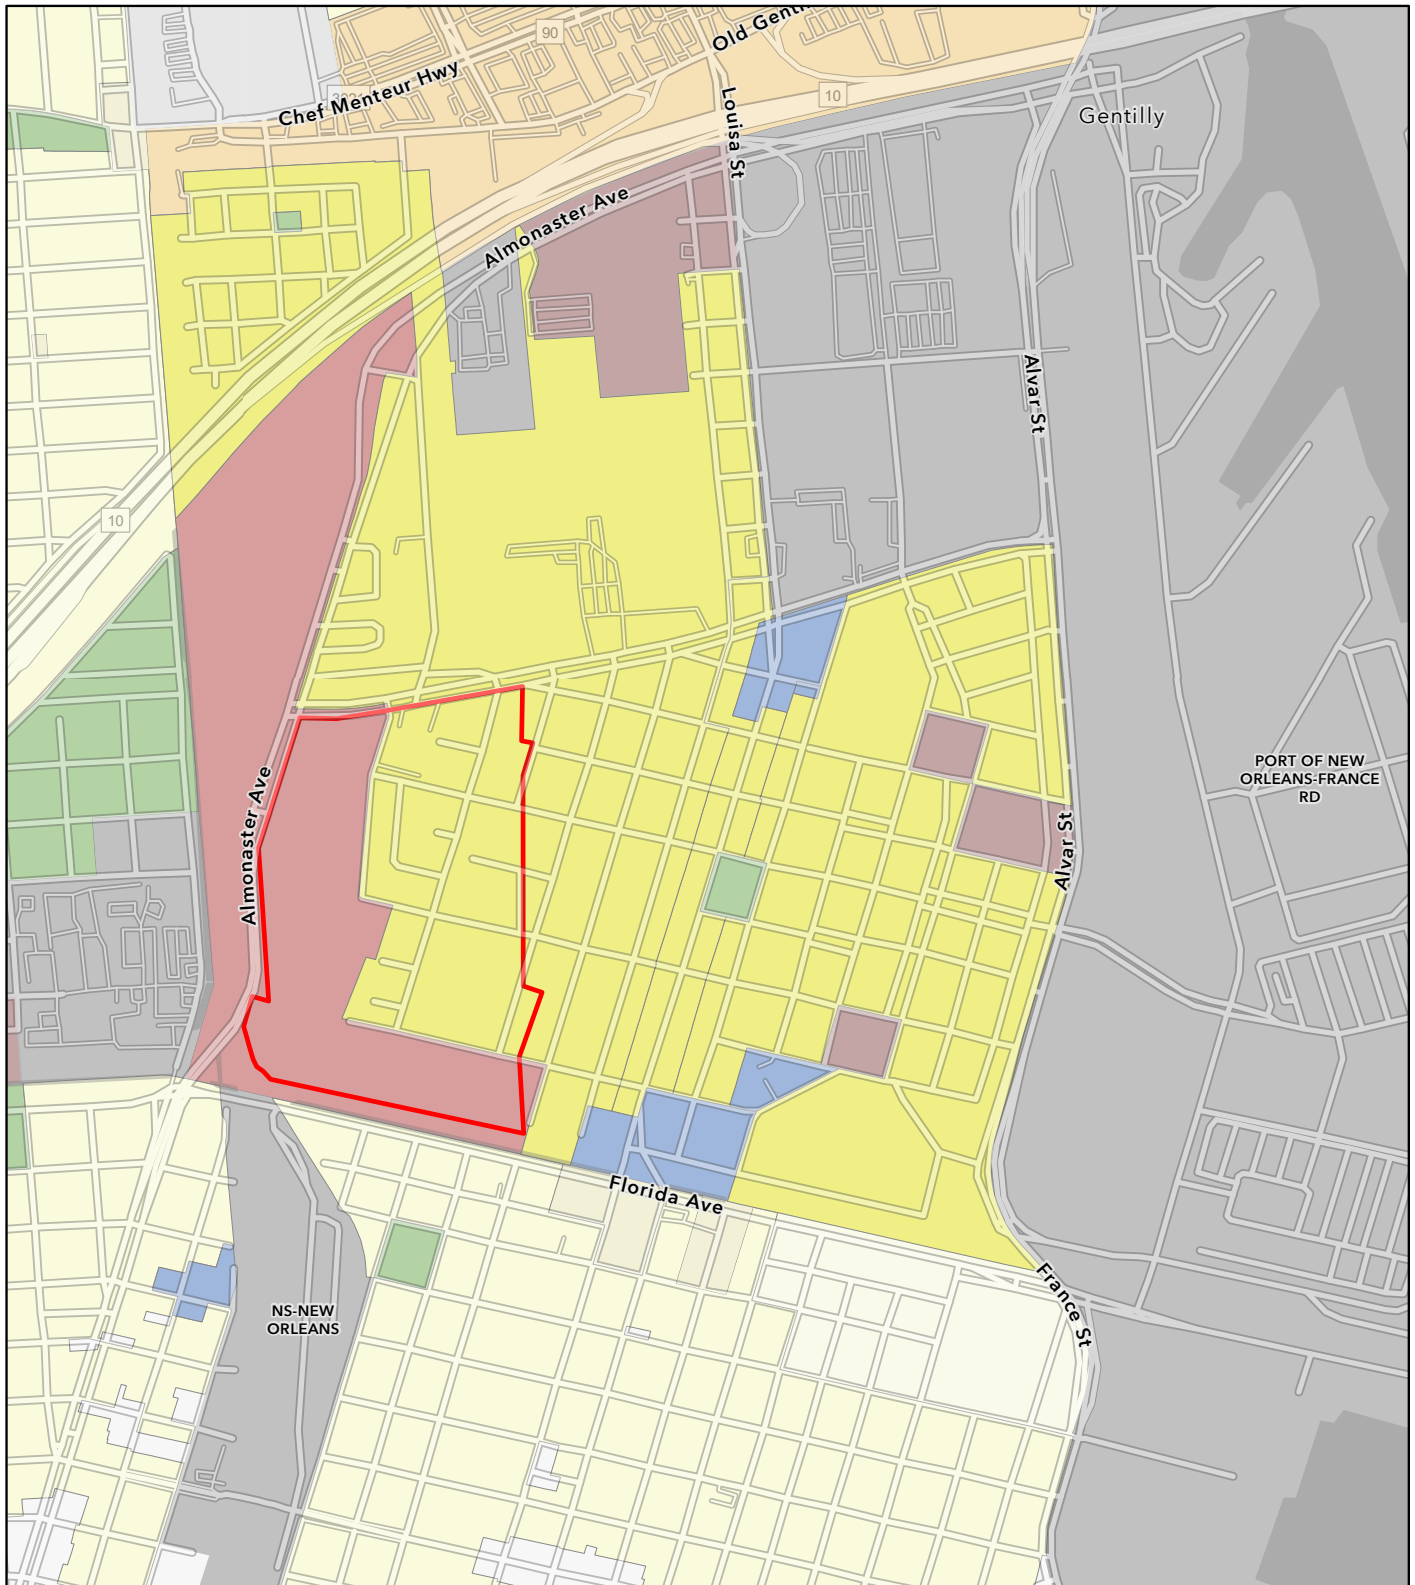 90
Old Genti
Chef Menteur Hwy
10
Louisa St
Gentilly
Almonaster Ave
Alvar St
10
PORT OF NEW
ORLEANS-FRANCE
RD
Almonaster Ave
Alvar St
Florida Ave
France St
NS-NEW
ORLEANS